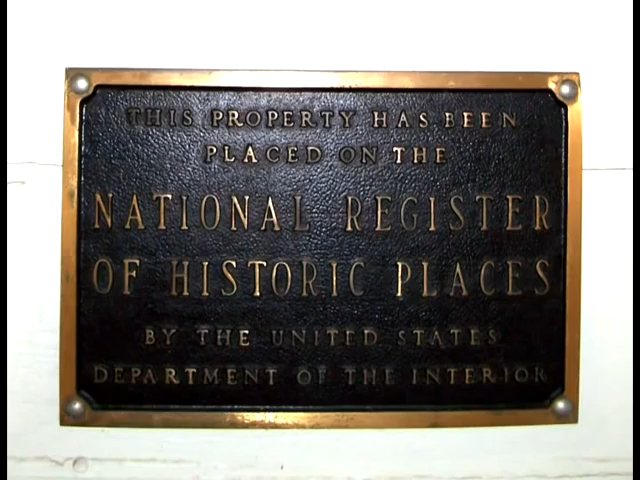 THIS PROPERTY HAS BEEN
PLACED ON THE
NATIONAL REGISTER
OF HISTORIC PLACES
BY THE UNITED STATES
DEPARTMENT OF THE INTERIOR